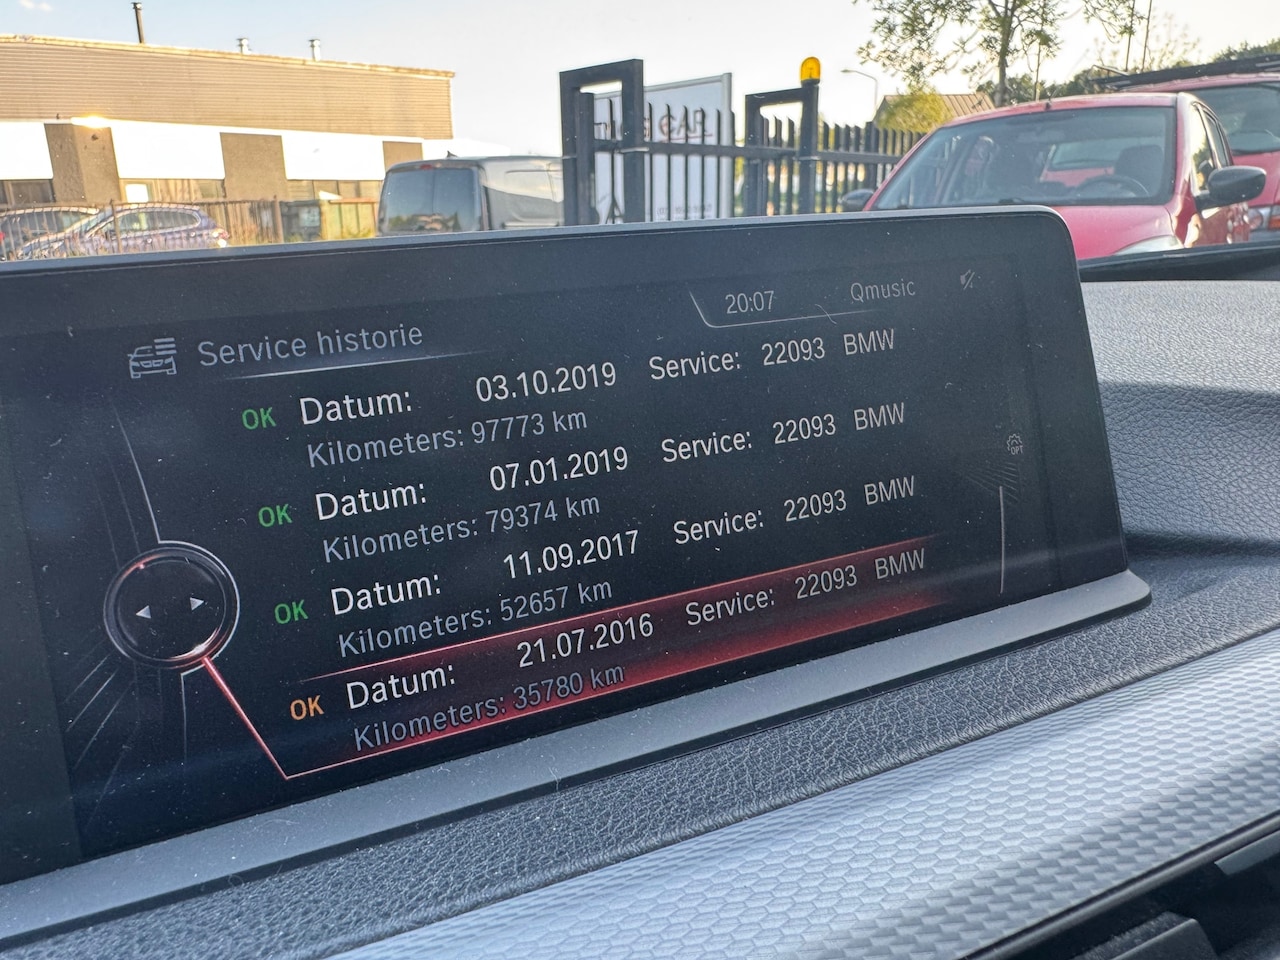 20:07 Qmusic
Service historie
OK Datum: 03.10.2019 Service: 22093 BMW
Kilometers: 97773 km
OK Datum: 07.01.2019 Service: 22093 BMW
Kilometers: 79374 km
OPT
OK Datum: 11.09.2017 Service: 22093 BMW
Kilometers: 52657 km
OK Datum: 21.07.2016 Service: 22093 BMW
Kilometers: 35780 km